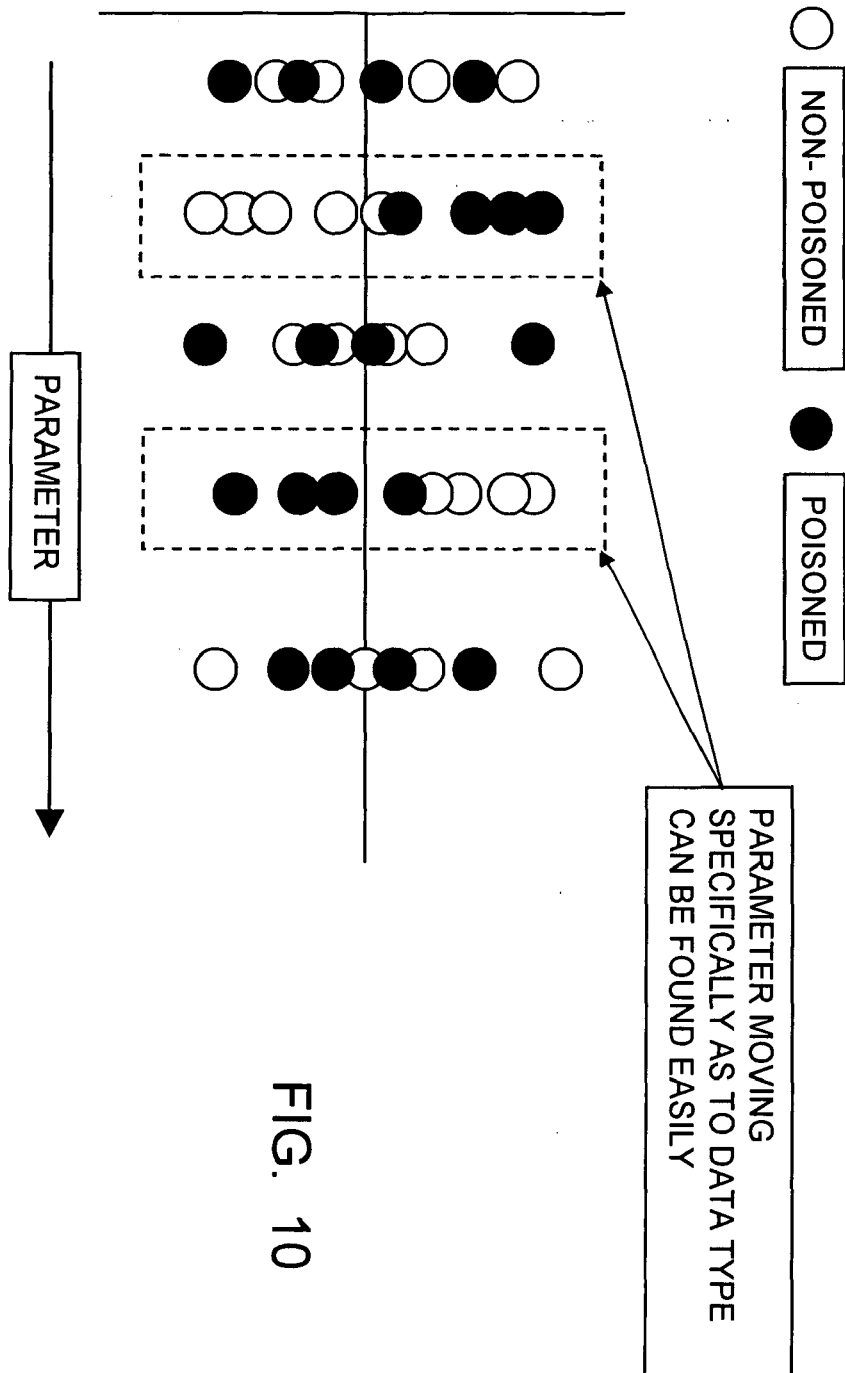 NON- POISONED
POISONED
PARAMETER MOVING
SPECIFICALLY AS TO DATA TYPE
CAN BE FOUND EASILY
PARAMETER
FIG. 10